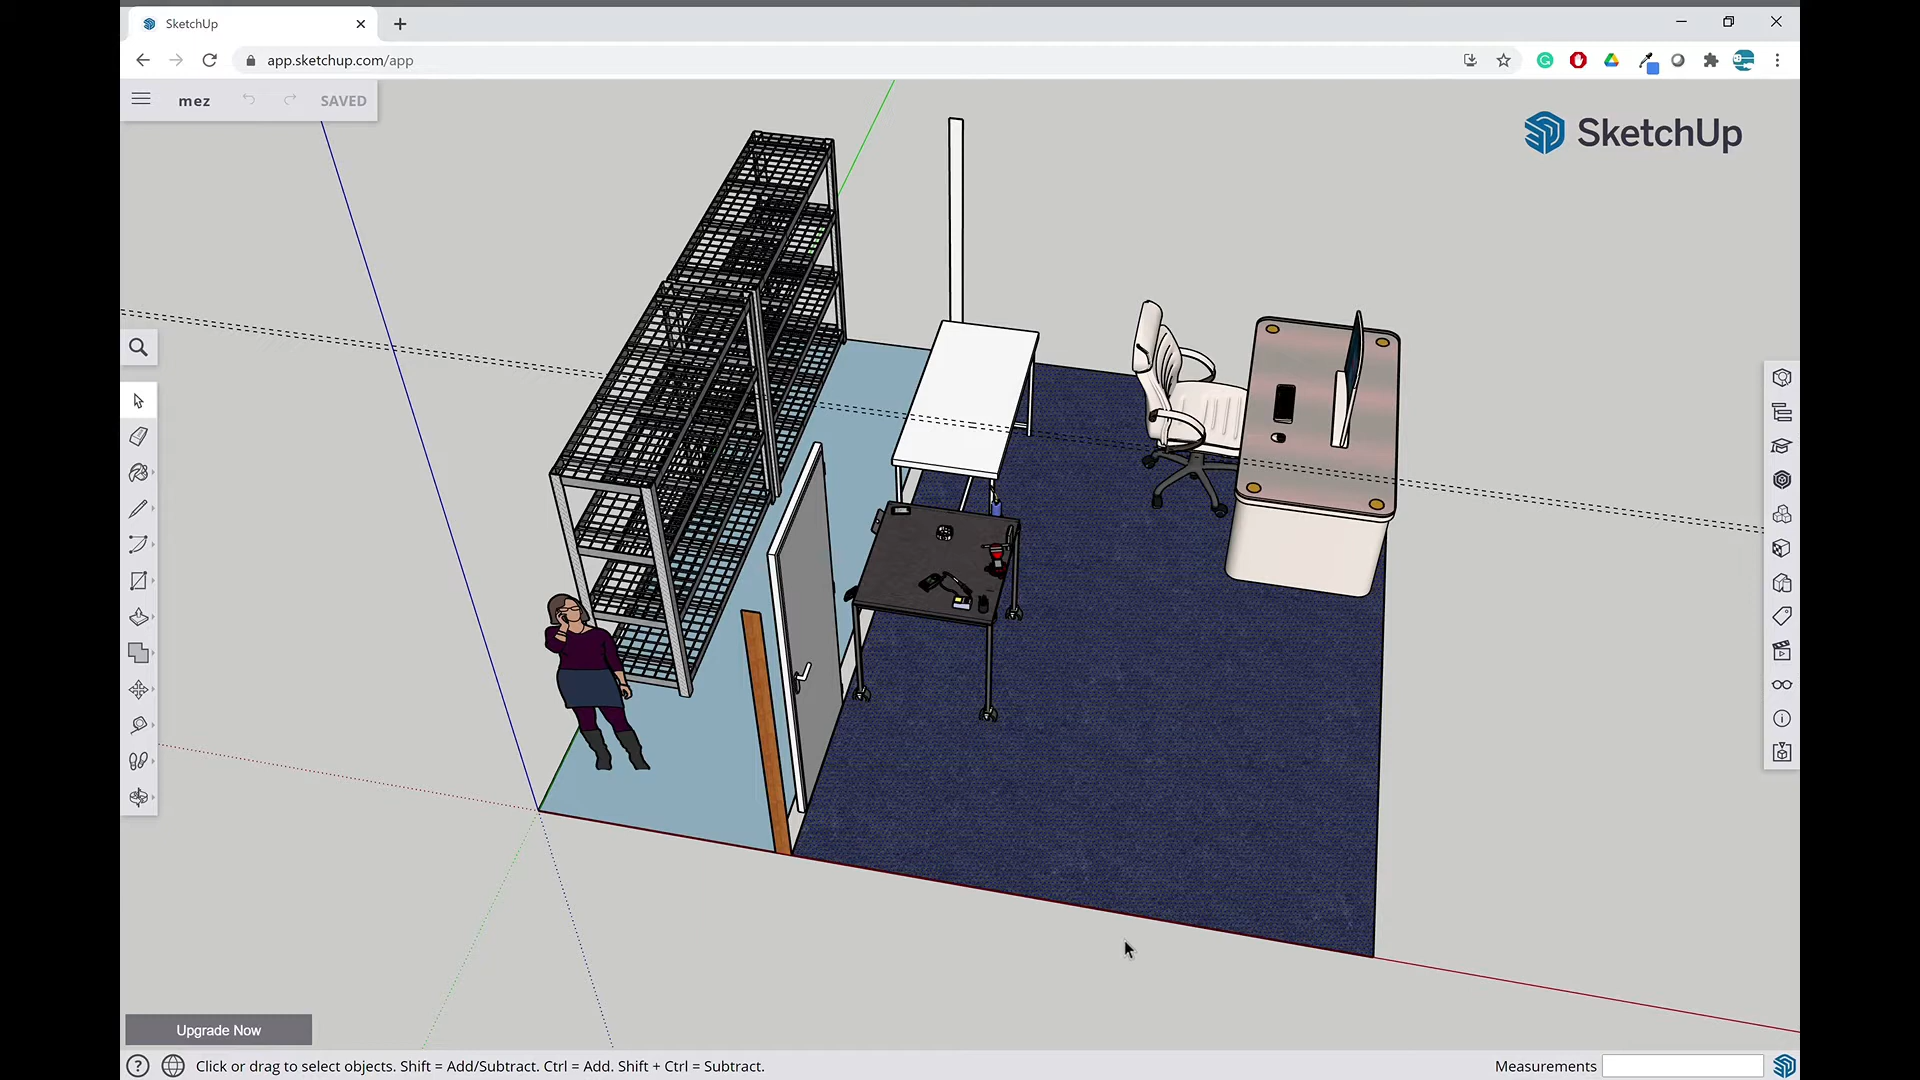 SketchUp
app.sketchup.com/app
mez
SAVED
SketchUp
Upgrade Now
Click or drag to select objects. Shift = Add/Subtract. Ctrl = Add. Shift + Ctrl = Subtract.
Measurements